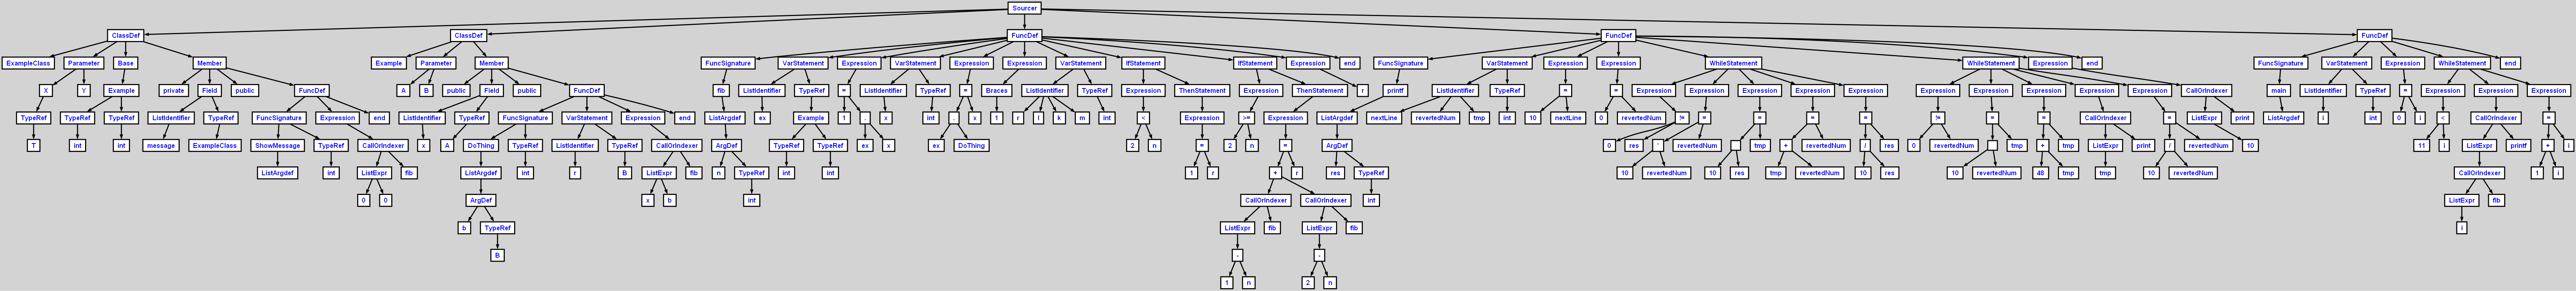 Sourcer
ClassDef ClassDef FuncDef FuncDef FuncDef
ExampleClass Parameter Base Member Example Parameter Member FuncSignature VarStatement Expression VarStatement Expression Expression VarStatement IfStatement IfStatement Expression end FuncSignature VarStatement Expression Expression WhileStatement WhileStatement Expression end FuncSignature VarStatement Expression WhileStatement end
X Y Example private Field public FuncDef A B public Field public FuncDef fib ListIdentifier TypeRef = ListIdentifier TypeRef = Braces ListIdentifier TypeRef Expression ThenStatement Expression ThenStatement r printf ListIdentifier TypeRef = = Expression Expression Expression Expression Expression Expression Expression Expression Expression Expression CallOrIndexer main ListIdentifier TypeRef = Expression Expression Expression
TypeRef TypeRef TypeRef ListIdentifier TypeRef FuncSignature Expression end ListIdentifier TypeRef FuncSignature VarStatement Expression end ListArgdef ex Example 1 . x int . x 1 r l k m int < Expression >= Expression ListArgdef nextLine revertedNum tmp int 10 nextLine 0 revertedNum != = = = = != = = CallOrIndexer = ListExpr print ListArgdef i int 0 i < CallOrIndexer =
T int int message ExampleClass ShowMessage TypeRef CallOrIndexer x A DoThing TypeRef ListIdentifier TypeRef CallOrIndexer ArgDef TypeRef TypeRef ex x ex DoThing 2 n = 2 n = ArgDef 0 res revertedNum tmp + revertedNum / res 0 revertedNum tmp + tmp ListExpr print / revertedNum 10 11 i ListExpr printf + i
ListArgdef int ListExpr fib ListArgdef int r B ListExpr fib n TypeRef int int 1 r + r res TypeRef 10 revertedNum 10 res tmp revertedNum 10 res 10 revertedNum 48 tmp tmp 10 revertedNum CallOrIndexer 1 i
0 0 ArgDef x b int CallOrIndexer CallOrIndexer int ListExpr fib
b TypeRef ListExpr fib ListExpr fib i
B - -
1 n 2 n